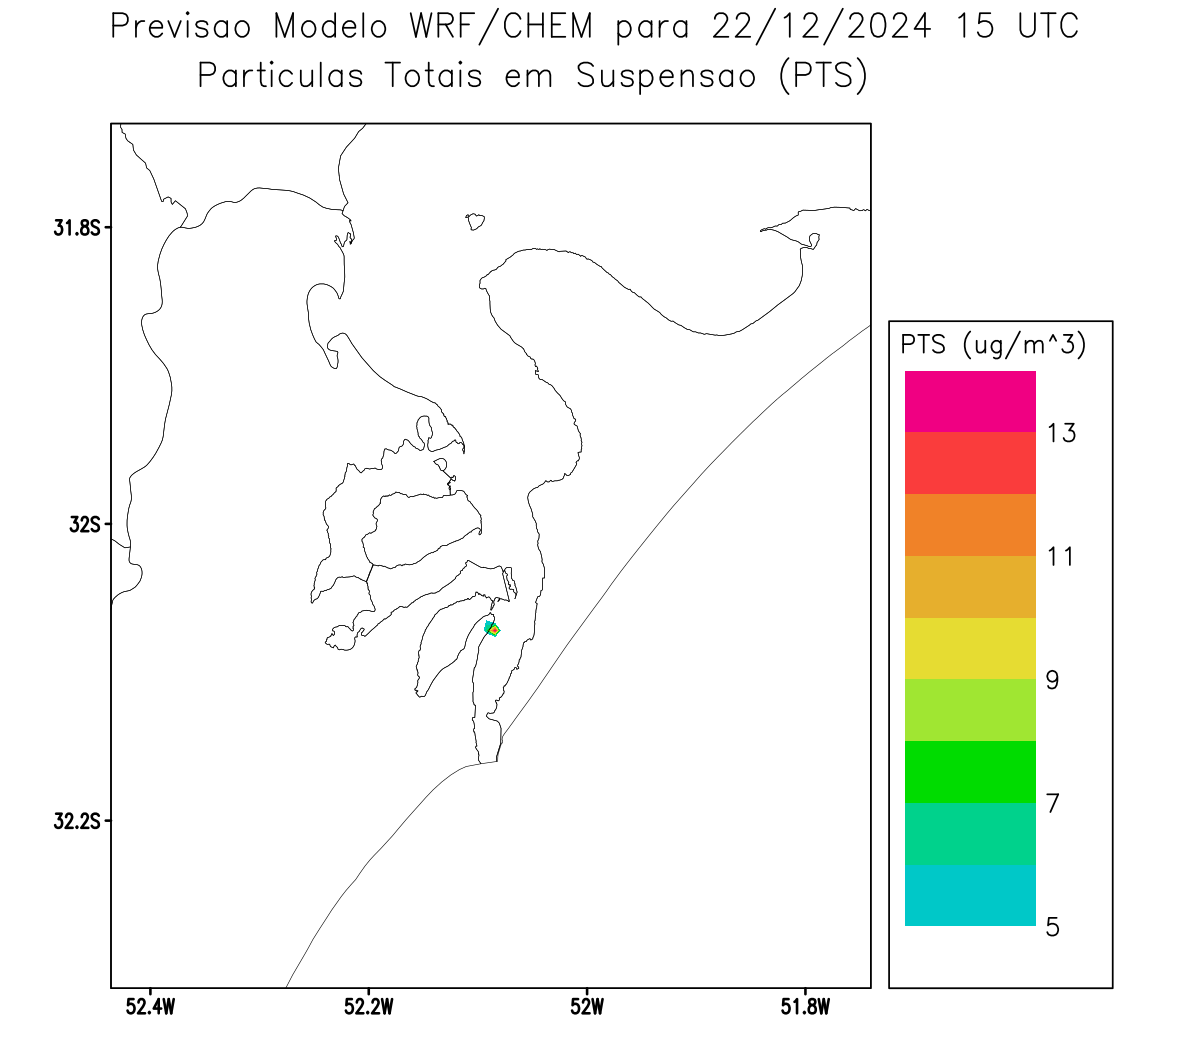 Previsao Modelo WRF/CHEM para 22/12/2024 15 UTC
Particulas Totais em Suspensao (PTS)
31.8S
32S
32.2S
52.4W
52.2W
52W
51.8W
PTS (ug/m^3)
13
11
9
7
5